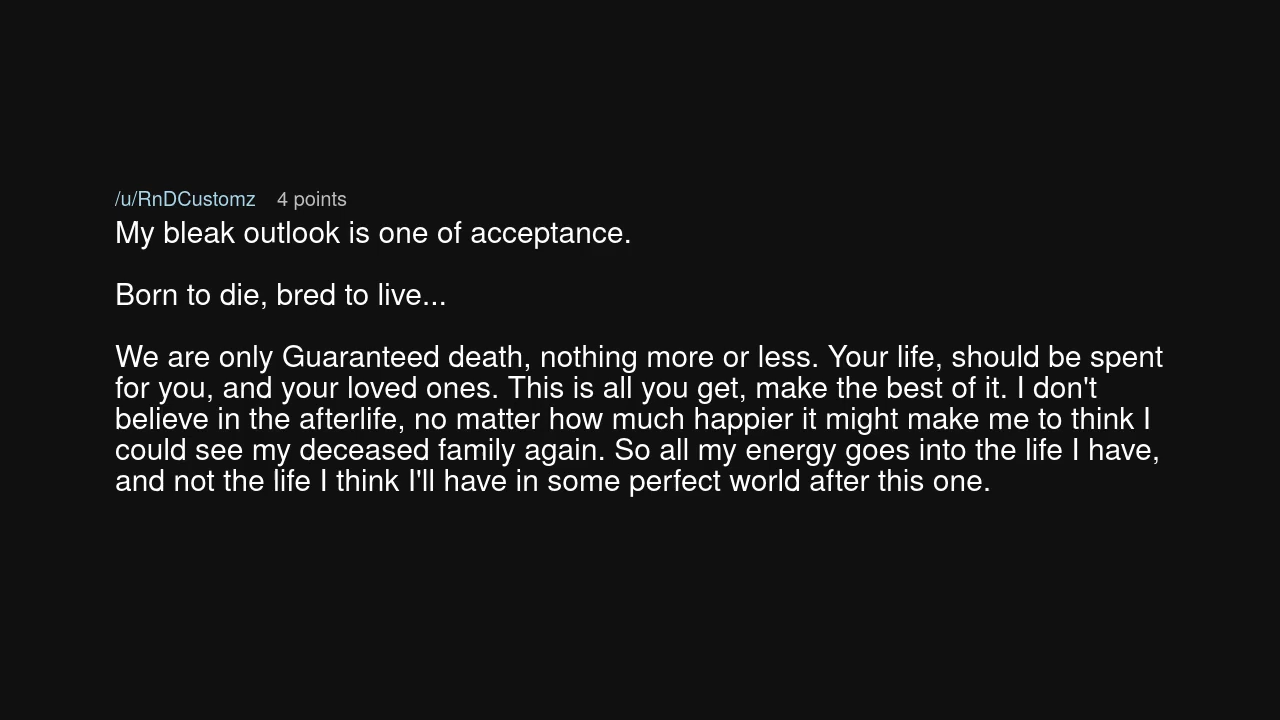 /u/RnDCustomz 4 points
My bleak outlook is one of acceptance.
Born to die, bred to live...
We are only Guaranteed death, nothing more or less. Your life, should be spent
for you, and your loved ones. This is all you get, make the best of it. I don't
believe in the afterlife, no matter how much happier it might make me to think I
could see my deceased family again. So all my energy goes into the life I have,
and not the life I think I'll have in some perfect world after this one.